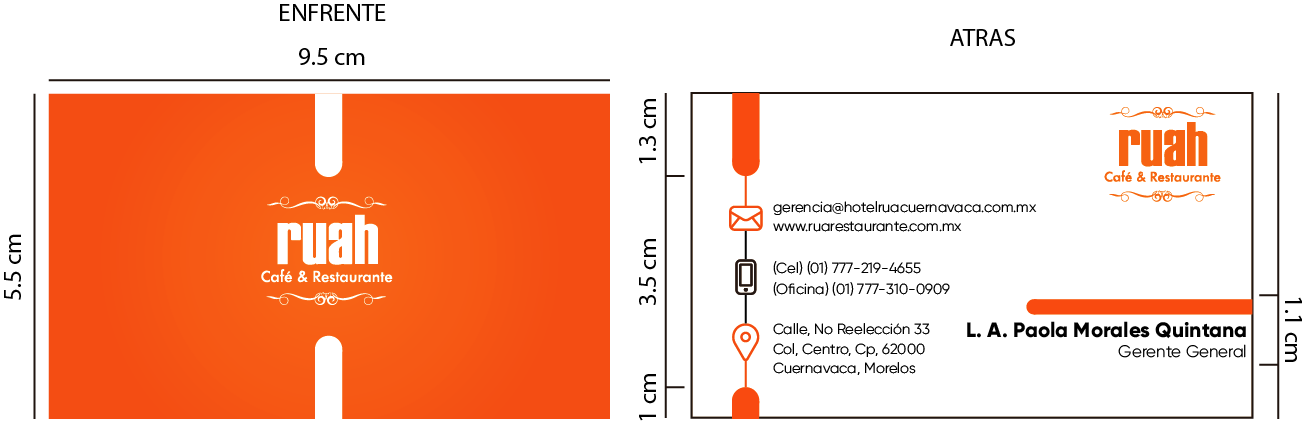 ENFRENTE
9.5 cm
5.5 cm
ruah
Café & Restaurante
ATRAS
1.3 cm
3.5 cm
1 cm
ruah
Café & Restaurante
gerencia@hotelruacuernavaca.com.mx
www.ruarestaurante.com.mx
(Cel) (01) 777-219-4655
(Oficina) (01) 777-310-0909
Calle, No Reelección 33
Col, Centro, Cp, 62000
Cuernavaca, Morelos
L. A. Paola Morales Quintana
Gerente General
1.1 cm